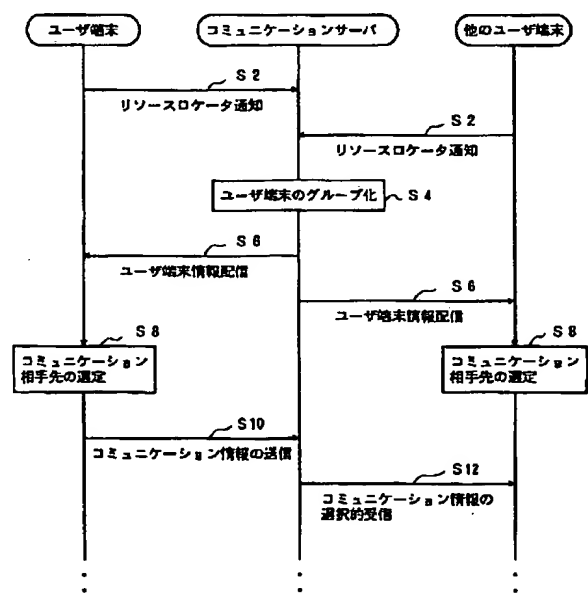 ユーザ端末
コミュニケーションサーバ
他のユーザ端末
S 2
リソースロケータ通知
S 2
リソースロケータ通知
ユーザ端末のグループ化
S 4
S 6
ユーザ端末情報配信
S 6
ユーザ端末情報配信
S 8
コミュニケーション
相手先の選定
S 8
コミュニケーション
相手先の選定
S10
コミュニケーション情報の送信
S12
コミュニケーション情報の
選択的受信